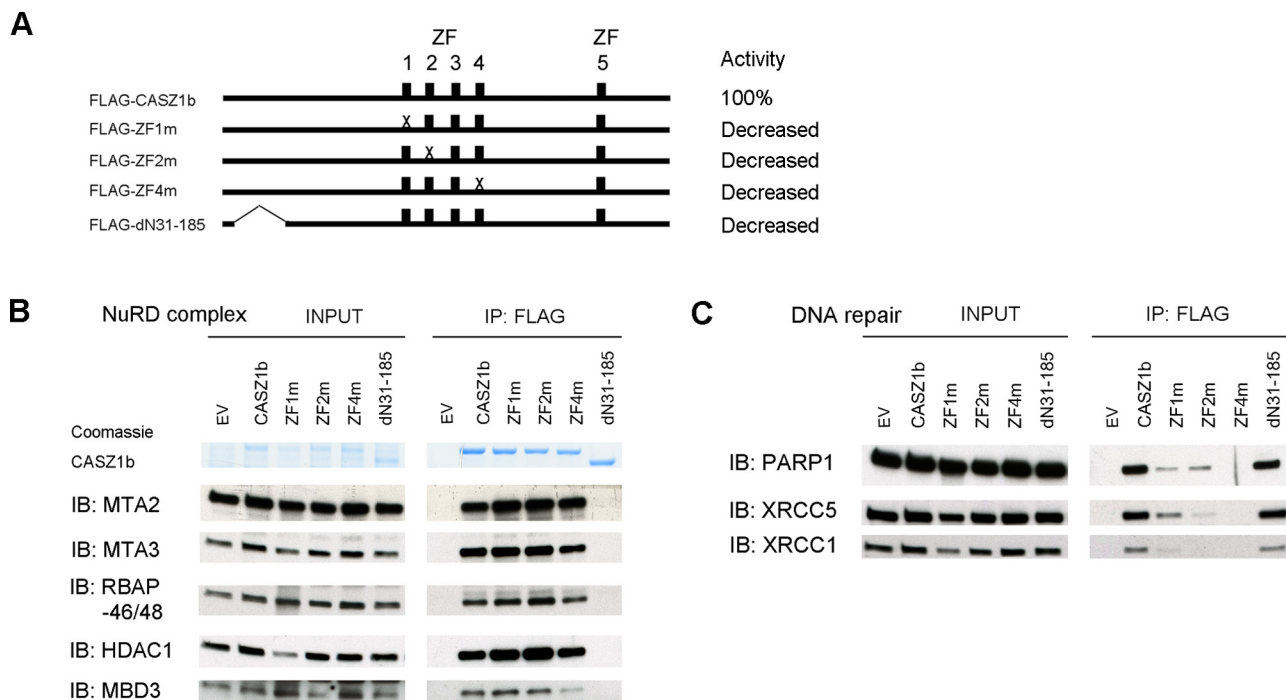 A
ZF ZF
1 2 3 4 5 Activity
FLAG-CASZ1b 100%
FLAG-ZF1m X Decreased
FLAG-ZF2m X Decreased
FLAG-ZF4m X Decreased
FLAG-dN31-185 Decreased
B
NuRD complex INPUT IP: FLAG
EV CASZ1b ZF1m ZF2m ZF4m dN31-185 EV CASZ1b ZF1m ZF2m ZF4m dN31-185
Coomassie
CASZ1b
IB: MTA2
IB: MTA3
IB: RBAP
-46/48
IB: HDAC1
IB: MBD3
C
DNA repair INPUT IP: FLAG
EV CASZ1b ZF1m ZF2m ZF4m dN31-185 EV CASZ1b ZF1m ZF2m ZF4m dN31-185
IB: PARP1
IB: XRCC5
IB: XRCC1